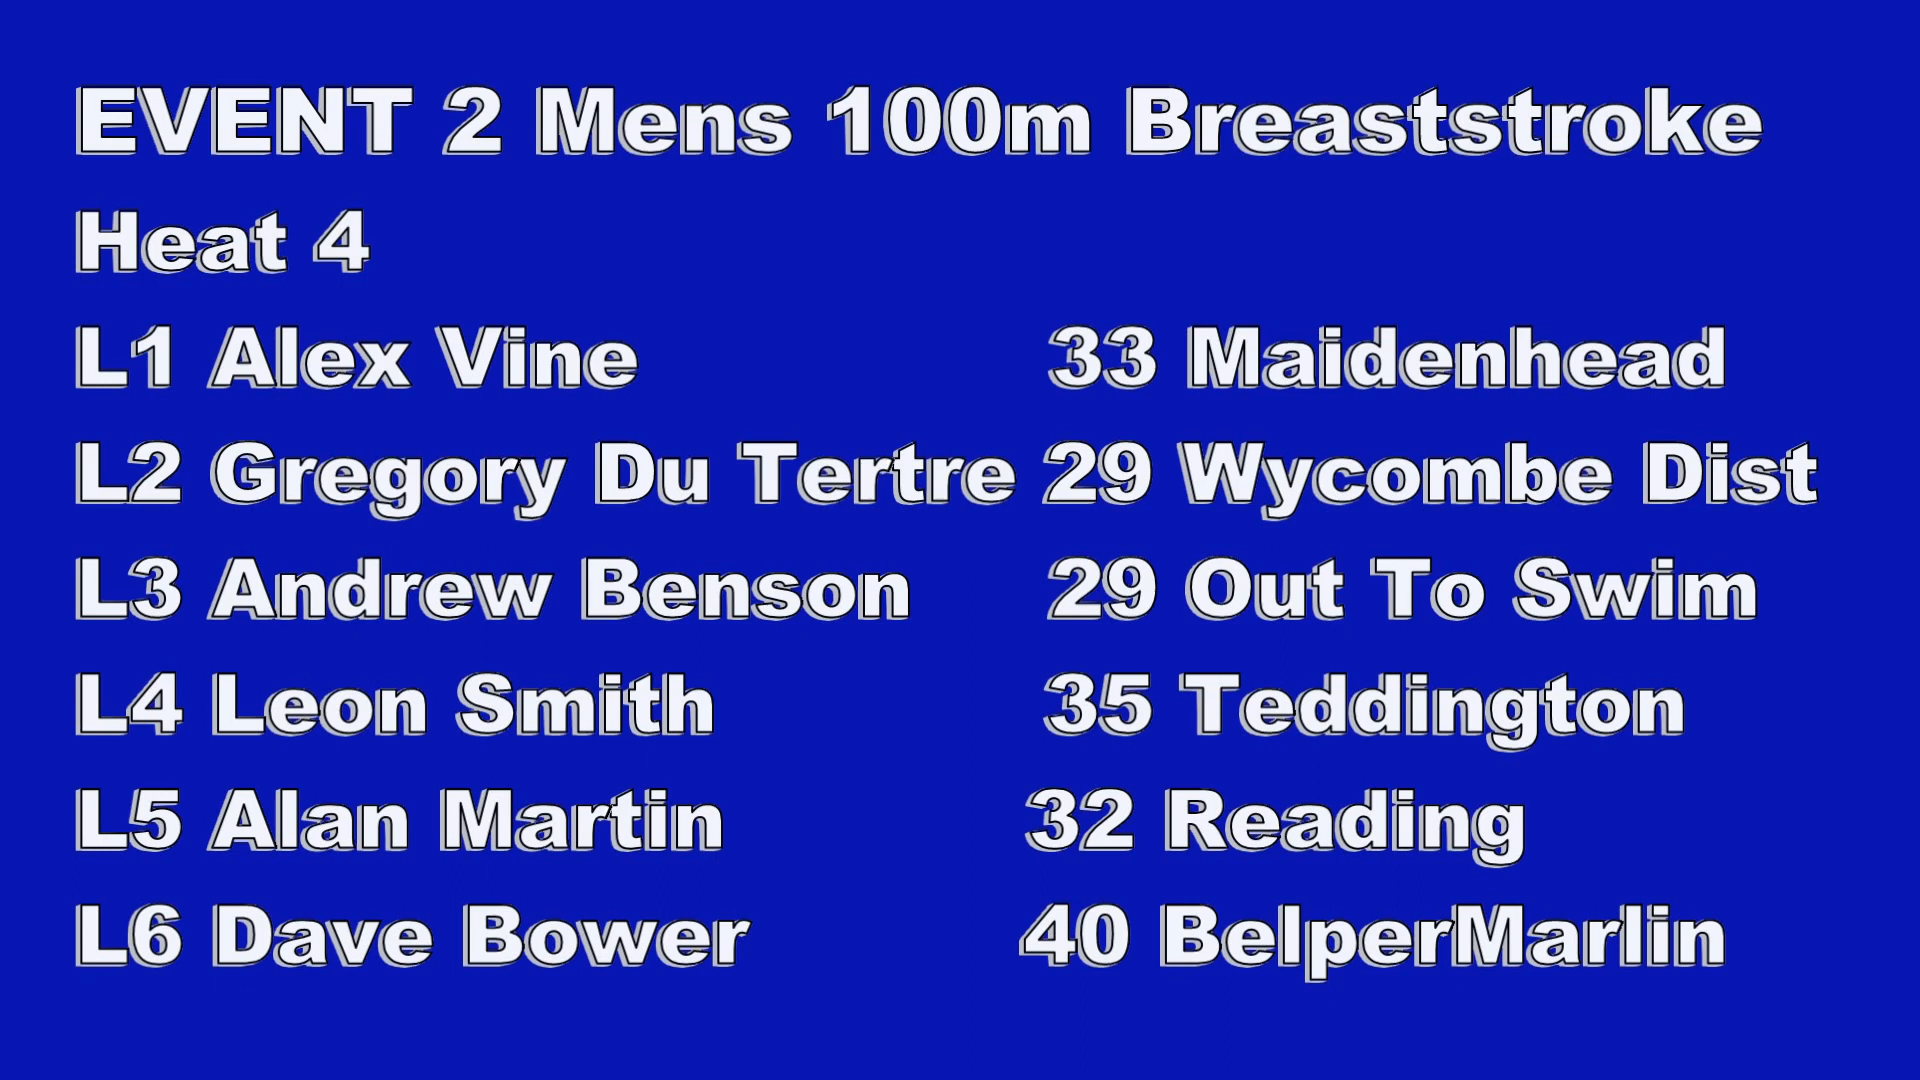 EVENT 2 Mens 100m Breaststroke
Heat 4
L1 Alex Vine 33 Maidenhead
L2 Gregory Du Tertre 29 Wycombe Dist
L3 Andrew Benson 29 Out To Swim
L4 Leon Smith 35 Teddington
L5 Alan Martin 32 Reading
L6 Dave Bower 40 BelperMarlin